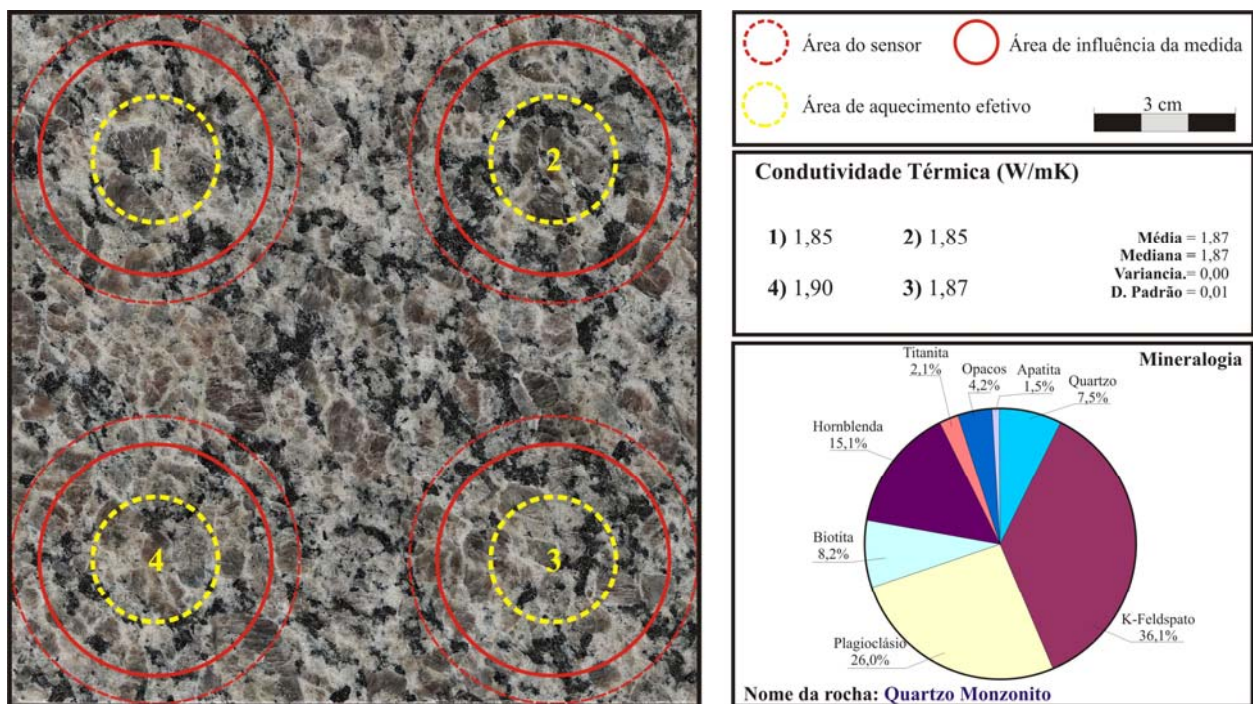 1
2
4
3
Área do sensor
Área de influência da medida
Área de aquecimento efetivo
3 cm
Condutividade Térmica (W/mK)
1) 1,85
2) 1,85
4) 1,90
3) 1,87
Média = 1,87
Mediana = 1,87
Variancia.= 0,00
D. Padrão = 0,01
Mineralogia
Titanita
2,1%
Opacos
4,2%
Apatita
1,5%
Quartzo
7,5%
Hornblenda
15,1%
Biotita
8,2%
Plagioclásio
26,0%
K-Feldspato
36,1%
Nome da rocha: Quartzo Monzonito